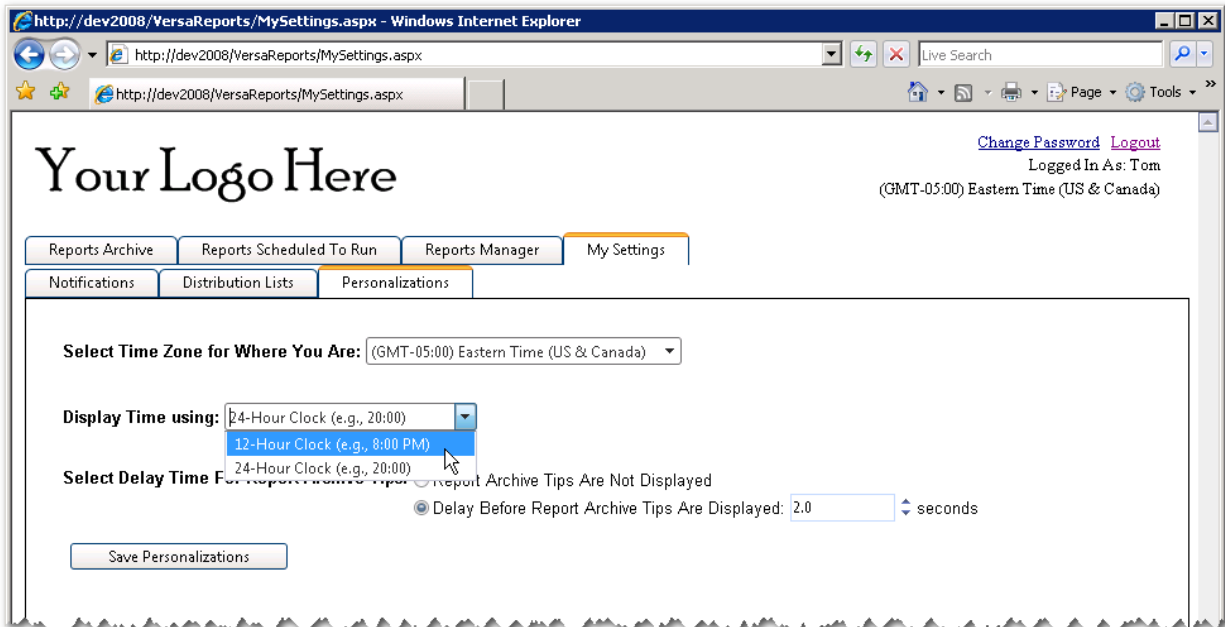 http://dev2008/VersaReports/MySettings.aspx - Windows Internet Explorer
http://dev2008/VersaReports/MySettings.aspx
Live Search
http://dev2008/VersaReports/MySettings.aspx
Page
Tools
Your Logo Here
Change Password Logout
Logged In As: Tom
(GMT-05:00) Eastern Time (US & Canada)
Reports Archive Reports Scheduled To Run Reports Manager My Settings
Notifications Distribution Lists Personalizations
Select Time Zone for Where You Are: (GMT-05:00) Eastern Time (US & Canada)
Display Time using: 24-Hour Clock (e.g., 20:00)
12-Hour Clock (e.g., 8:00 PM)
24-Hour Clock (e.g., 20:00)
Select Delay Time For Report Archive Tips: Report Archive Tips Are Not Displayed
Delay Before Report Archive Tips Are Displayed: 2.0 seconds
Save Personalizations